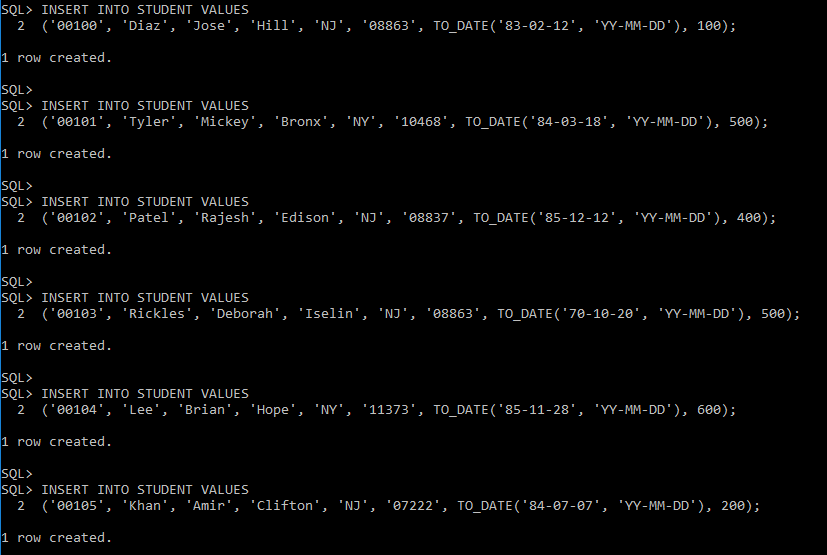 SQL> INSERT INTO STUDENT VALUES
2 ('00100', 'Diaz', 'Jose', 'Hill', 'NJ', '08863', TO_DATE('83-02-12', 'YY-MM-DD'), 100);
1 row created.
SQL>
SQL> INSERT INTO STUDENT VALUES
2 ('00101', 'Tyler', 'Mickey', 'Bronx', 'NY', '10468', TO_DATE('84-03-18', 'YY-MM-DD'), 500);
1 row created.
SQL>
SQL> INSERT INTO STUDENT VALUES
2 ('00102', 'Patel', 'Rajesh', 'Edison', 'NJ', '08837', TO_DATE('85-12-12', 'YY-MM-DD'), 400);
1 row created.
SQL>
SQL> INSERT INTO STUDENT VALUES
2 ('00103', 'Rickles', 'Deborah', 'Iselin', 'NJ', '08863', TO_DATE('70-10-20', 'YY-MM-DD'), 500);
1 row created.
SQL>
SQL> INSERT INTO STUDENT VALUES
2 ('00104', 'Lee', 'Brian', 'Hope', 'NY', '11373', TO_DATE('85-11-28', 'YY-MM-DD'), 600);
1 row created.
SQL>
SQL> INSERT INTO STUDENT VALUES
2 ('00105', 'Khan', 'Amir', 'Clifton', 'NJ', '07222', TO_DATE('84-07-07', 'YY-MM-DD'), 200);
1 row created.